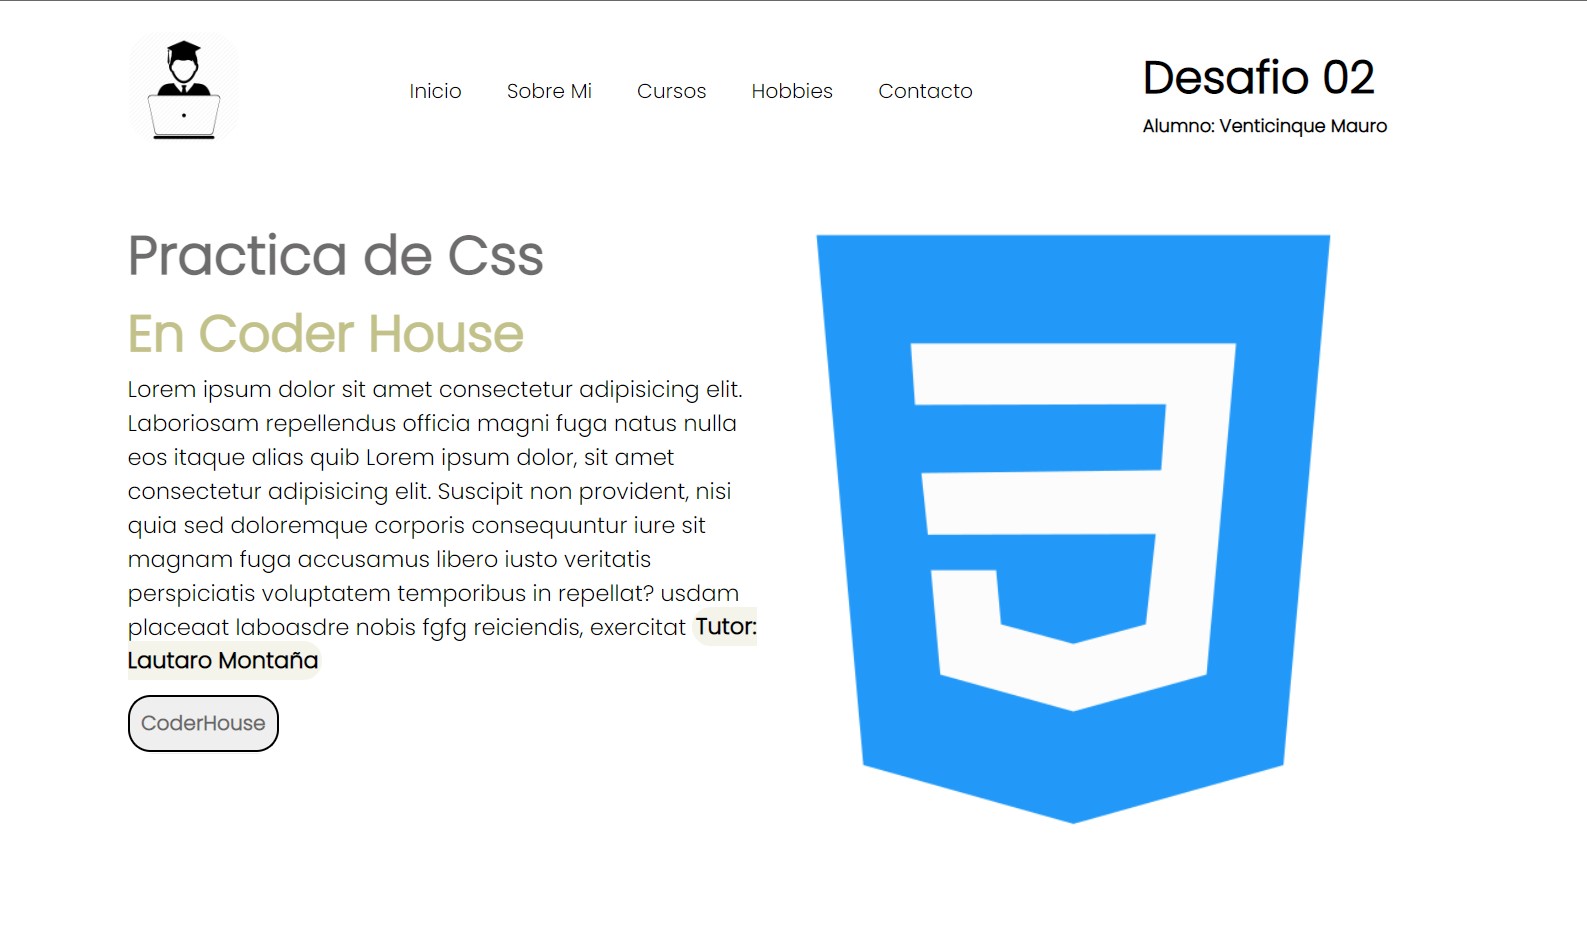 Inicio Sobre Mi Cursos Hobbies Contacto
Desafio 02
Alumno: Venticinque Mauro
Practica de Css
En Coder House
Lorem ipsum dolor sit amet consectetur adipisicing elit.
Laboriosam repellendus officia magni fuga natus nulla
eos itaque alias quib Lorem ipsum dolor, sit amet
consectetur adipisicing elit. Suscipit non provident, nisi
quia sed doloremque corporis consequuntur iure sit
magnam fuga accusamus libero iusto veritatis
perspiciatis voluptatem temporibus in repellat? usdam
placeaat laboasdre nobis fgfg reiciendis, exercitat Tutor:
Lautaro Montaña
CoderHouse